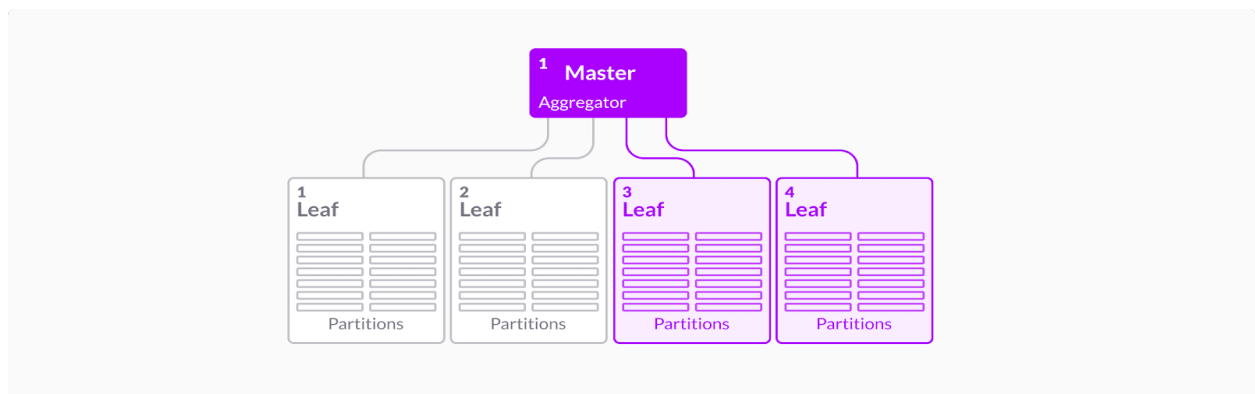 1
Master
Aggregator
1
Leaf
Partitions
2
Leaf
Partitions
3
Leaf
Partitions
4
Leaf
Partitions